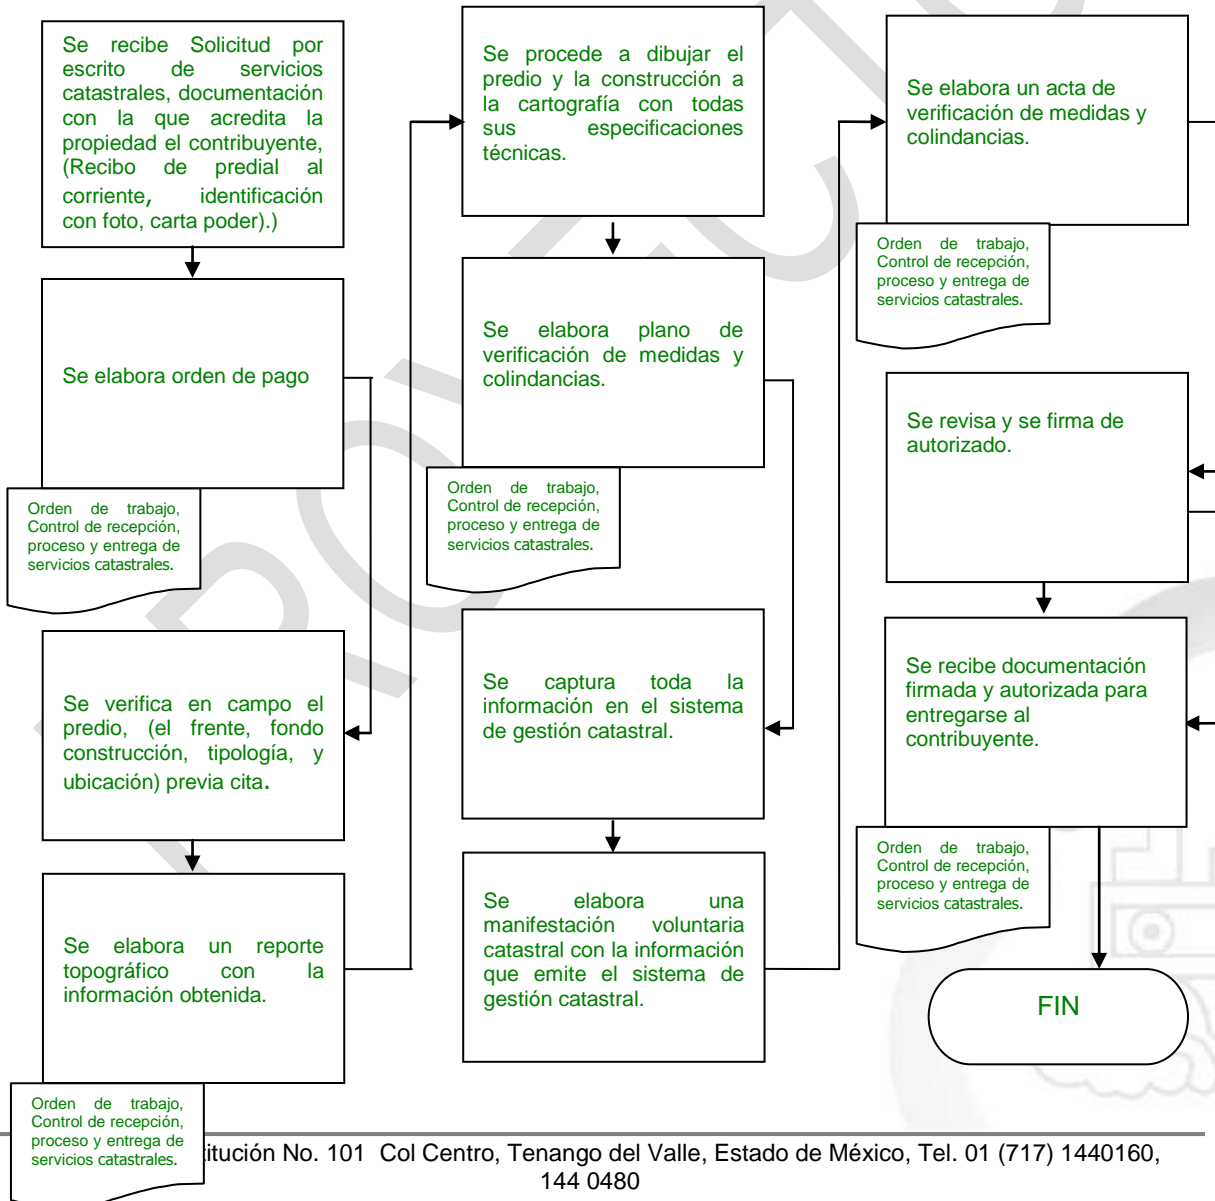 Se recibe Solicitud por
escrito de servicios
catastrales, documentación
con la que acredita la
propiedad el contribuyente,
(Recibo de predial al
corriente, identificación
con foto, carta poder).)
Se elabora orden de pago
Orden de trabajo,
Control de recepción,
proceso y entrega de
servicios catastrales.
Se verifica en campo el
predio, (el frente, fondo
construcción, tipología, y
ubicación) previa cita.
Se elabora un reporte
topográfico con la
información obtenida.
Orden de trabajo,
Control de recepción,
proceso y entrega de
servicios catastrales.
Se procede a dibujar el
predio y la construcción a
la cartografía con todas
sus especificaciones
técnicas.
Se elabora plano de
verificación de medidas y
colindancias.
Orden de trabajo,
Control de recepción,
proceso y entrega de
servicios catastrales.
Se captura toda la
información en el sistema
de gestión catastral.
Se elabora una
manifestación voluntaria
catastral con la información
que emite el sistema de
gestión catastral.
Se elabora un acta de
verificación de medidas y
colindancias.
Orden de trabajo,
Control de recepción,
proceso y entrega de
servicios catastrales.
Se revisa y se firma de
autorizado.
Se recibe documentación
firmada y autorizada para
entregarse al
contribuyente.
Orden de trabajo,
Control de recepción,
proceso y entrega de
servicios catastrales.
FIN
titución No. 101 Col Centro, Tenango del Valle, Estado de México, Tel. 01 (717) 1440160,
144 0480